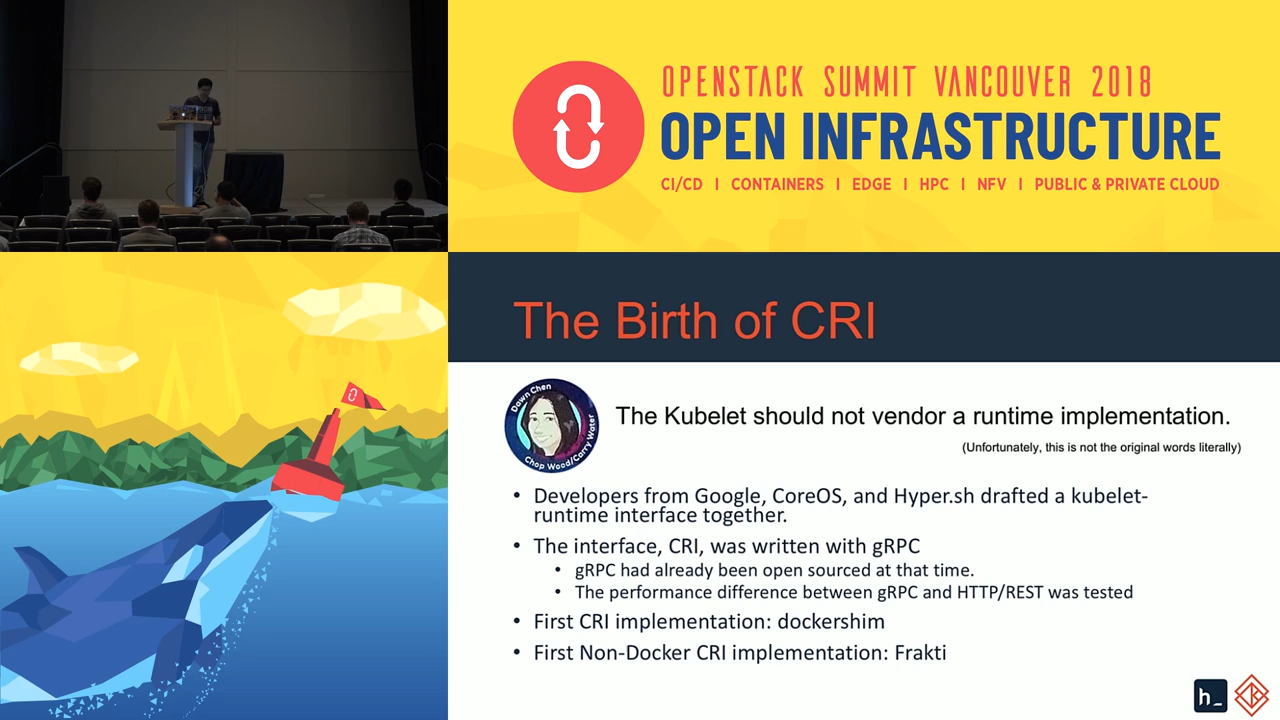 OPENSTACK SUMMIT VANCOUVER 2018
OPEN INFRASTRUCTURE
CI/CD | CONTAINERS | EDGE | HPC | NFV | PUBLIC & PRIVATE CLOUD
The Birth of CRI
Dawn Chen
Chop Wood/Carry Water
The Kubelet should not vendor a runtime implementation.
(Unfortunately, this is not the original words literally)
• Developers from Google, CoreOS, and Hyper.sh drafted a kubelet-
runtime interface together.
• The interface, CRI, was written with gRPC
• gRPC had already been open sourced at that time.
• The performance difference between gRPC and HTTP/REST was tested
• First CRI implementation: dockershim
• First Non-Docker CRI implementation: Frakti
h_